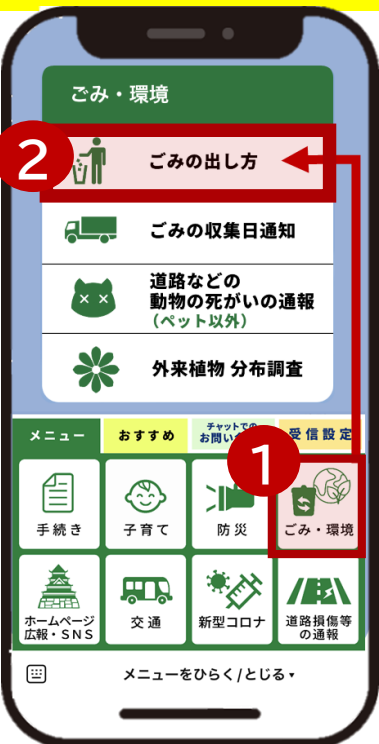 ごみ・環境
2
ごみの出し方
ごみの収集日通知
道路などの
動物の死がいの通報
(ペット以外)
外来植物 分布調査
メニュー
おすすめ
チャットでの
お問い
受信設定
1
手続き
子育て
防災
ごみ・環境
ホームページ
広報・SNS
交通
新型コロナ
道路損傷等
の通報
メニューをひらく/とじる▾